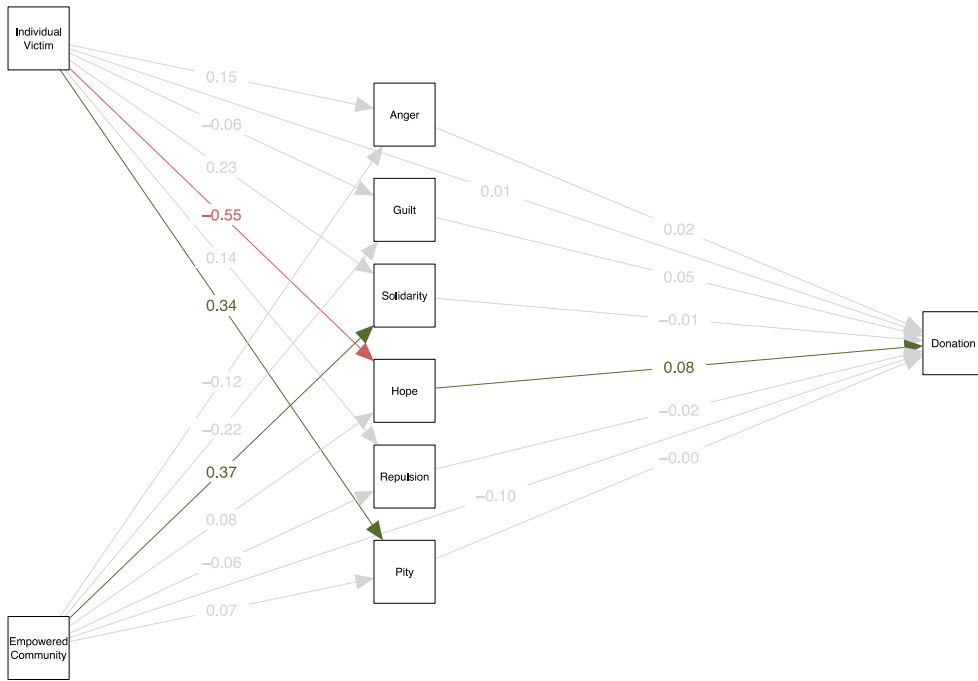 Individual
Victim
0.15
Anger
−0.06
0.23
Guilt
0.01
−0.55
0.02
0.14
0.05
Solidarity
0.34
−0.01
Donation
0.08
−0.12
Hope
−0.02
−0.22
−0.00
0.37
Repulsion
−0.10
0.08
−0.06
Pity
0.07
Empowered
Community